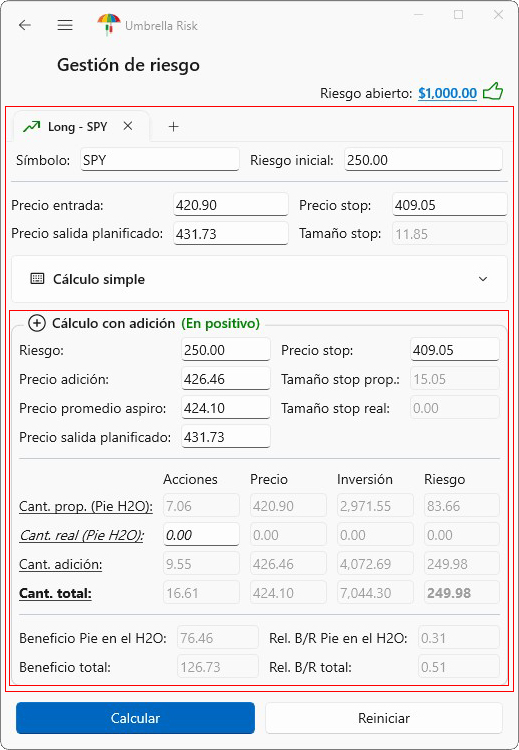 Umbrella Risk
Gestión de riesgo
Riesgo abierto: $1,000.00
Long - SPY
Símbolo: SPY Riesgo inicial: 250.00
Precio entrada: 420.90 Precio stop: 409.05
Precio salida planificado: 431.73 Tamaño stop: 11.85
Cálculo simple
Cálculo con adición (En positivo)
Riesgo: 250.00 Precio stop: 409.05
Precio adición: 426.46 Tamaño stop prop.: 15.05
Precio promedio aspiro: 424.10 Tamaño stop real: 0.00
Precio salida planificado: 431.73
Acciones Precio Inversión Riesgo
Cant. prop. (Pie H2O): 7.06 420.90 2,971.55 83.66
Cant. real (Pie H2O): 0.00 0.00 0.00 0.00
Cant. adición: 9.55 426.46 4,072.69 249.98
Cant. total: 16.61 424.10 7,044.30 249.98
Beneficio Pie en el H2O: 76.46 Rel. B/R Pie en el H2O: 0.31
Beneficio total: 126.73 Rel. B/R total: 0.51
Calcular Reiniciar